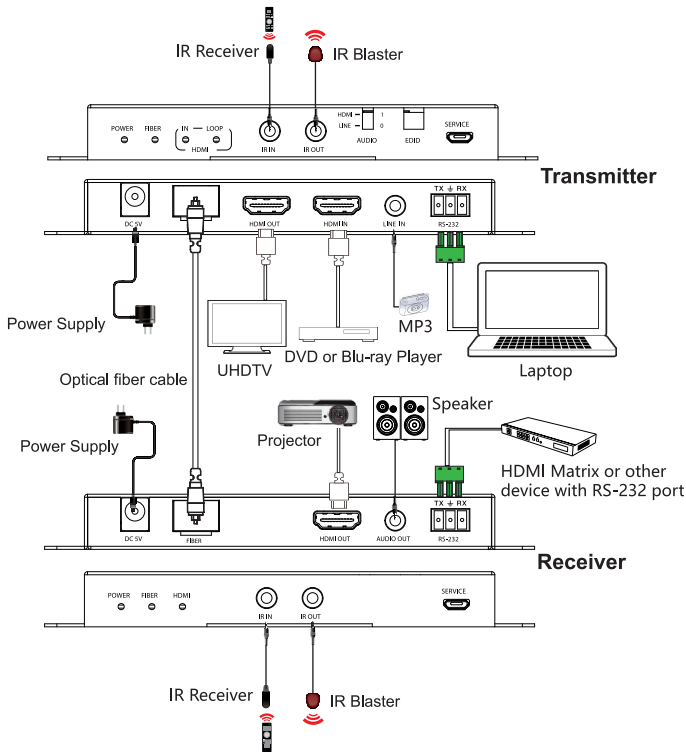 IR Receiver
IR Blaster
POWER FIBER IN LOOP
HDMI
IR IN IR OUT
HDMI 1
LINE 0
AUDIO EDID
SERVICE
Transmitter
DC 5V
HDMI OUT HDMI IN LINE IN
TX RX
RS-232
Power Supply
UHDTV
DVD or Blu-ray Player
MP3
Laptop
Optical fiber cable
Power Supply
Projector
Speaker
HDMI Matrix or other
device with RS-232 port
DC 5V FIBER HDMI OUT AUDIO OUT
TX RX
RS-232
Receiver
POWER FIBER HDMI
IR IN IR OUT
SERVICE
IR Receiver
IR Blaster